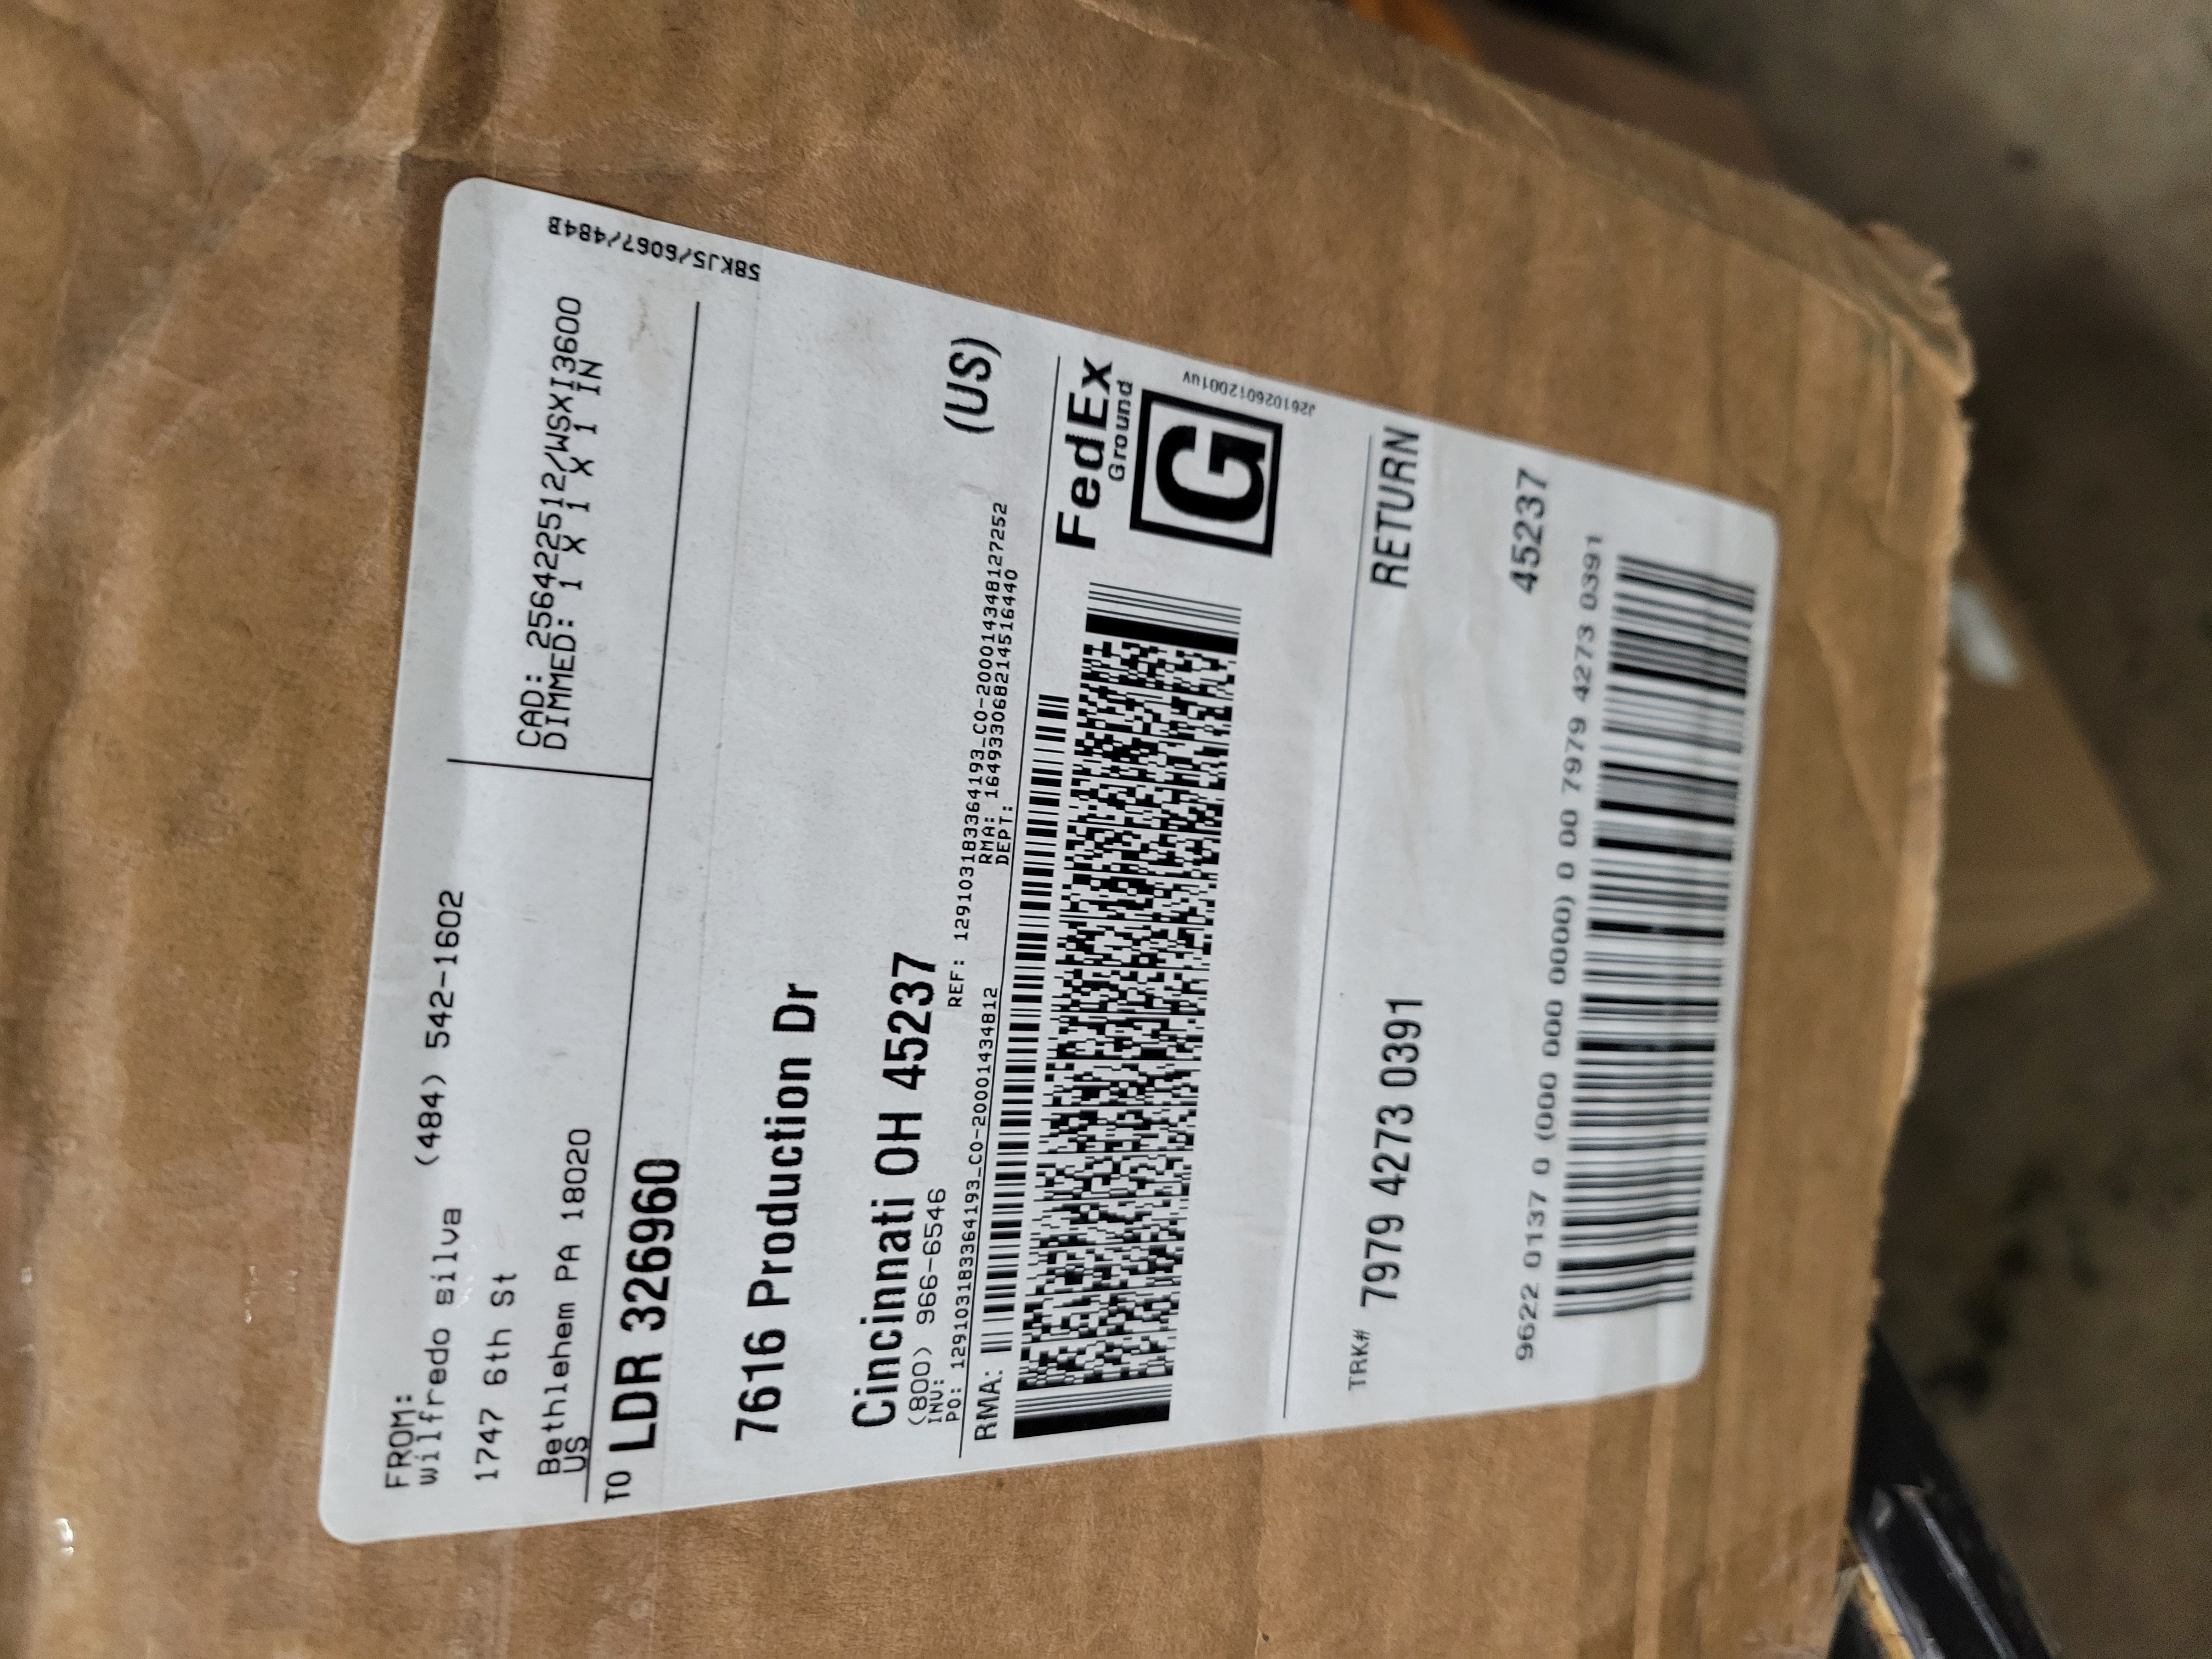 FROM:
wilfredo silva (484) 542-1602
1747 6th St
Bethlehem PA 18020
US
CAD: 256422512/WSXI3600
DIMMED: 1 X 1 X 1 IN
58KJ5/6067/484B
TO LDR 326960
7616 Production Dr
Cincinnati OH 45237
(US)
(800) 966-6546
INV:
REF: 1291031833364193_CO-20001434812​7252
PO: 1291031833364193_CO-20001434812
RMA: 
DEPT: 
RMA:
FedEx
Ground
G
J261026012001uv
TRK# 7979 4273 0391
RETURN
45237
9622 0137 0 (000 000 0000) 0 00 7979 4273 0391